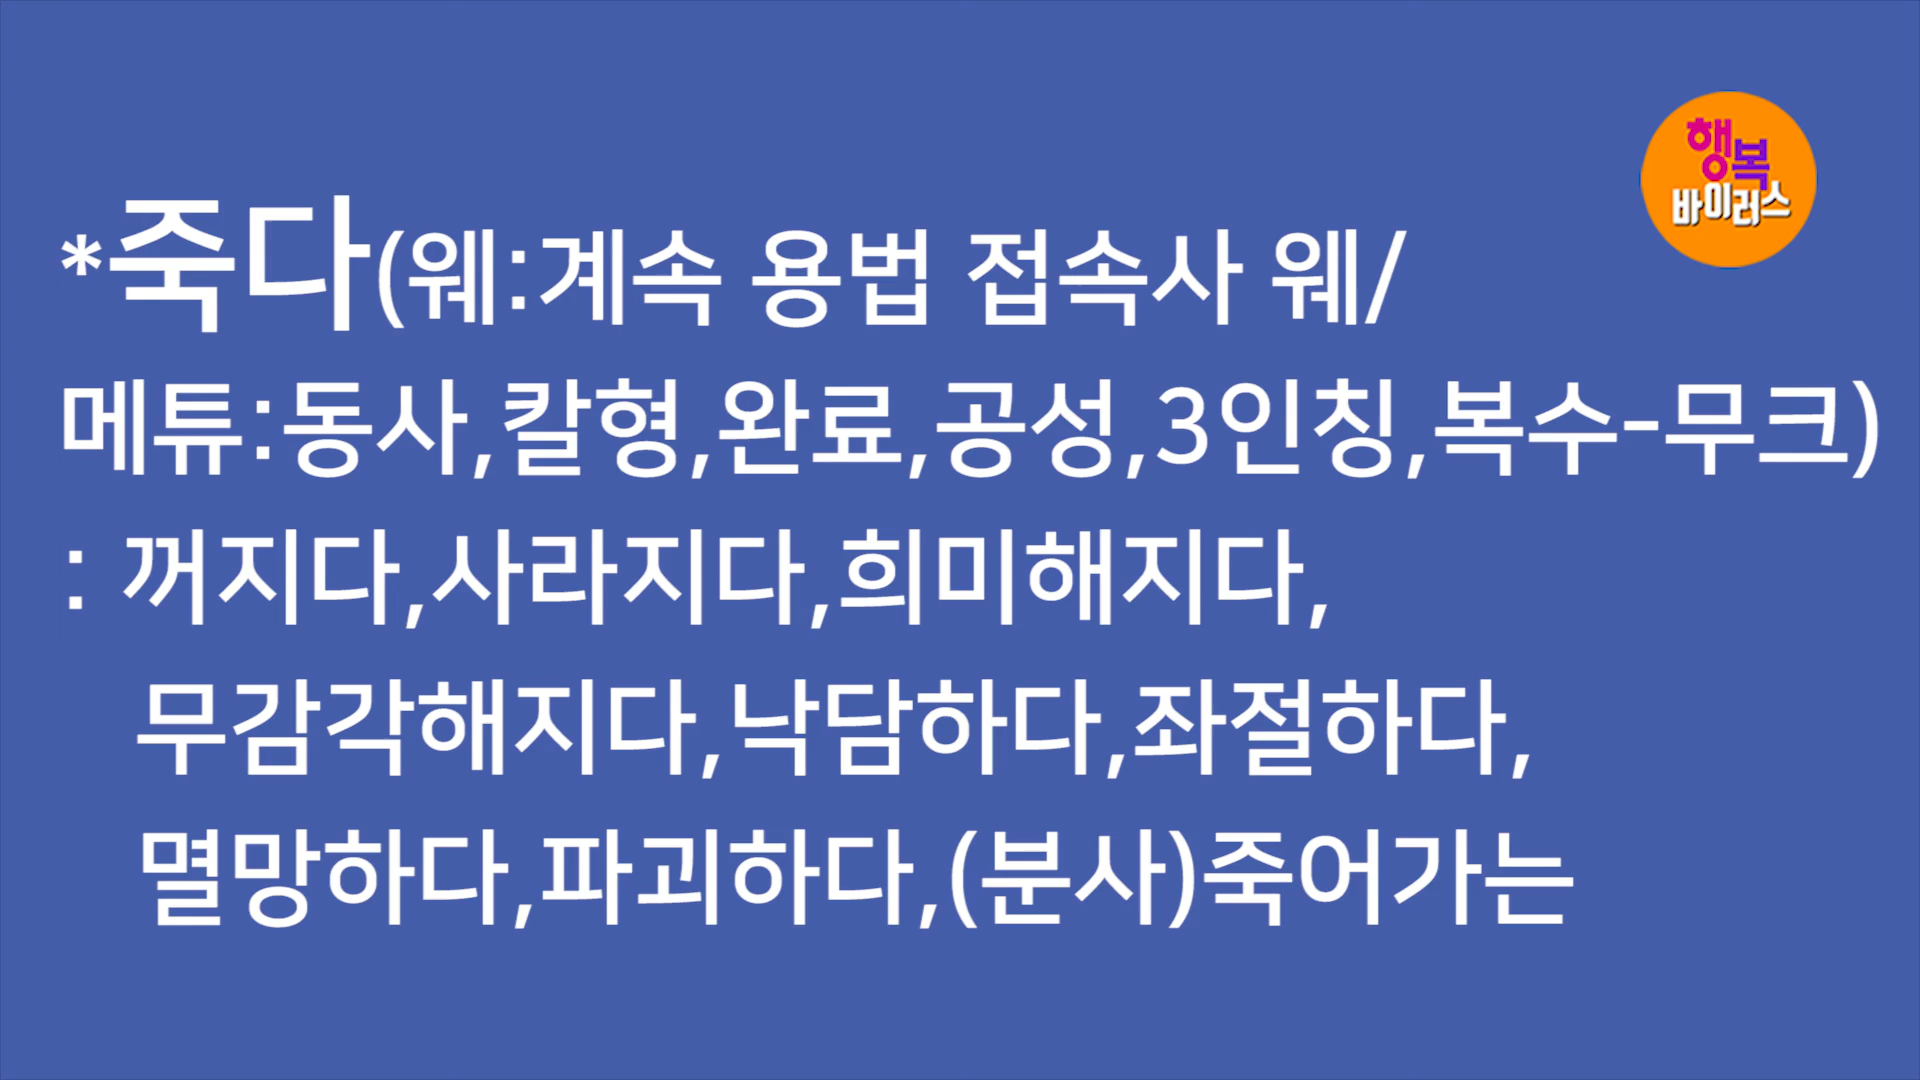 행복
바이러스
*죽다(웨:계속 용법 접속사 웨/
메튜:동사,칼형,완료,공성,3인칭,복수-무크)
: 꺼지다,사라지다,희미해지다,
무감각해지다,낙담하다,좌절하다,
멸망하다,파괴하다,(분사)죽어가는